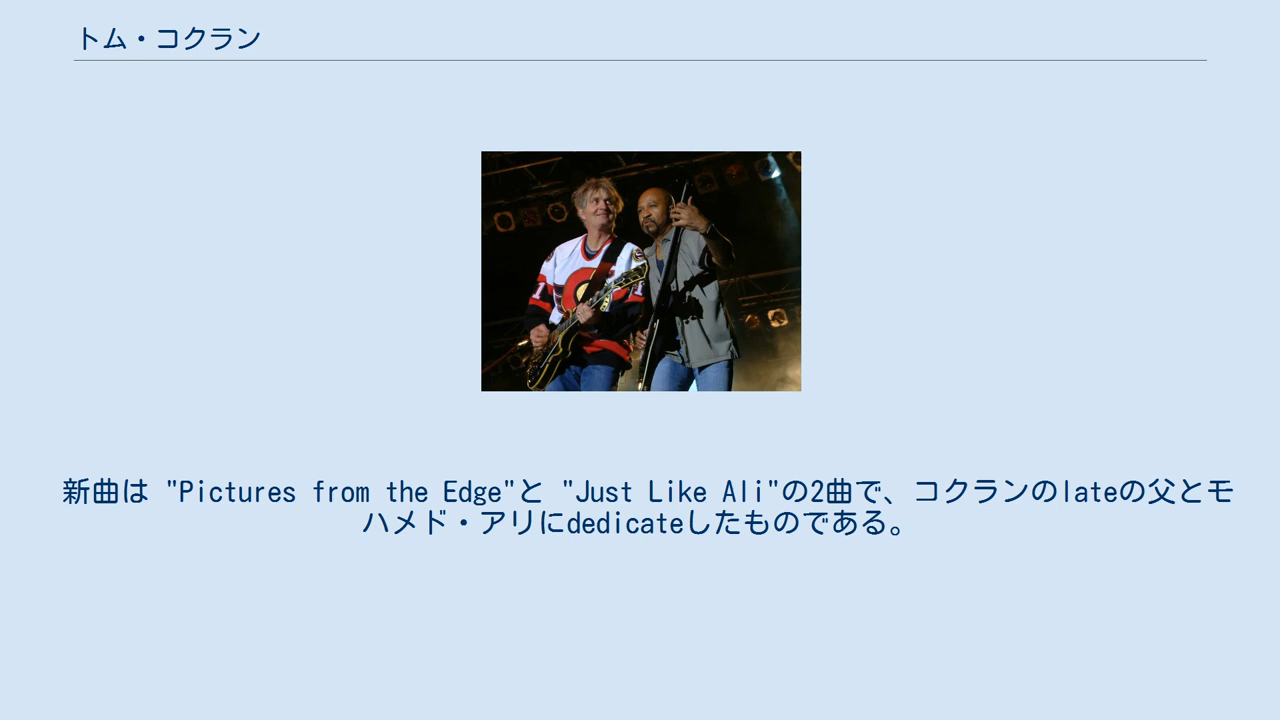 トム・コクラン
新曲は "Pictures from the Edge"と "Just Like Ali"の2曲で、コクランのlateの父とモ
ハメド・アリにdedicateしたものである。